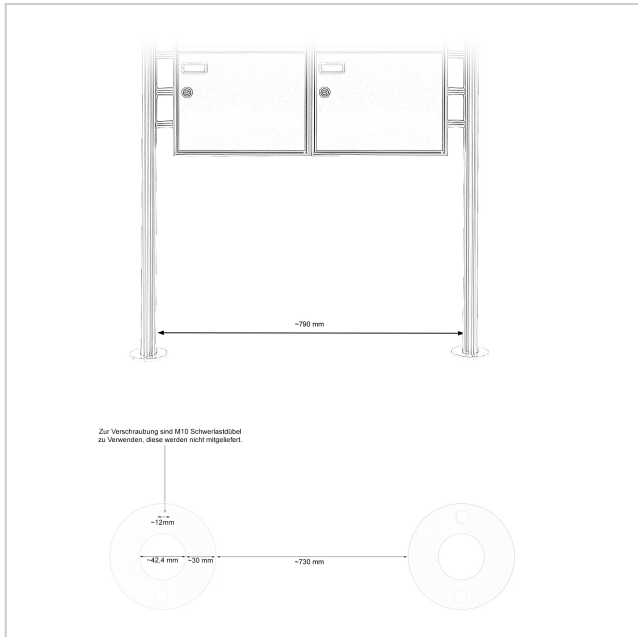 ~790 mm
Zur Verschraubung sind M10 Schwerlastdübel
zu Verwenden, diese werden nicht mitgeliefert.
~12mm
~42,4 mm
~30 mm
~730 mm